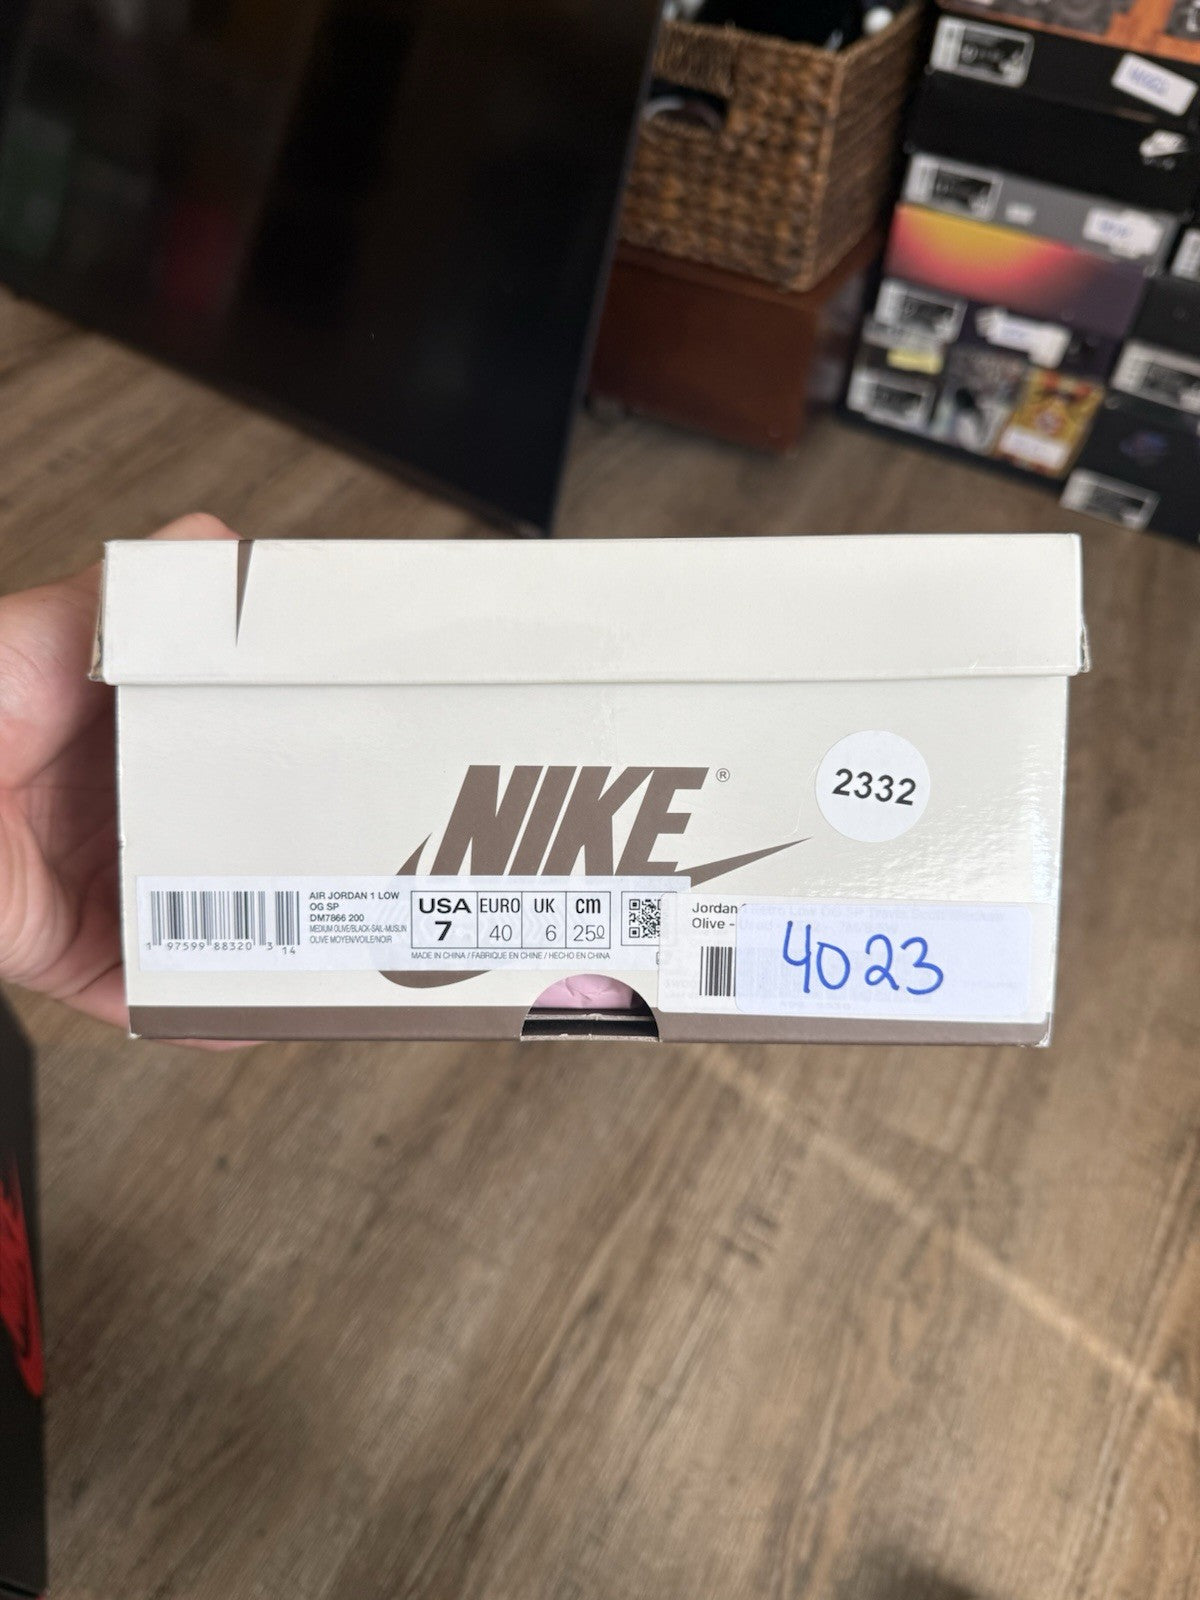 NIKE®
2332
AIR JORDAN 1 LOW
OG SP
DM7866 200
MEDIUM OLIVE/BLACK-SAIL-MUSLIN
OLIVE MOYEN/VOILE/NOIR
1 97599 88320 3 14
USA EURO UK cm
7 40 6 25.0
MADE IN CHINA / FABRIQUE EN CHINE / HECHO EN CHINA
Jordan
Olive -
4023